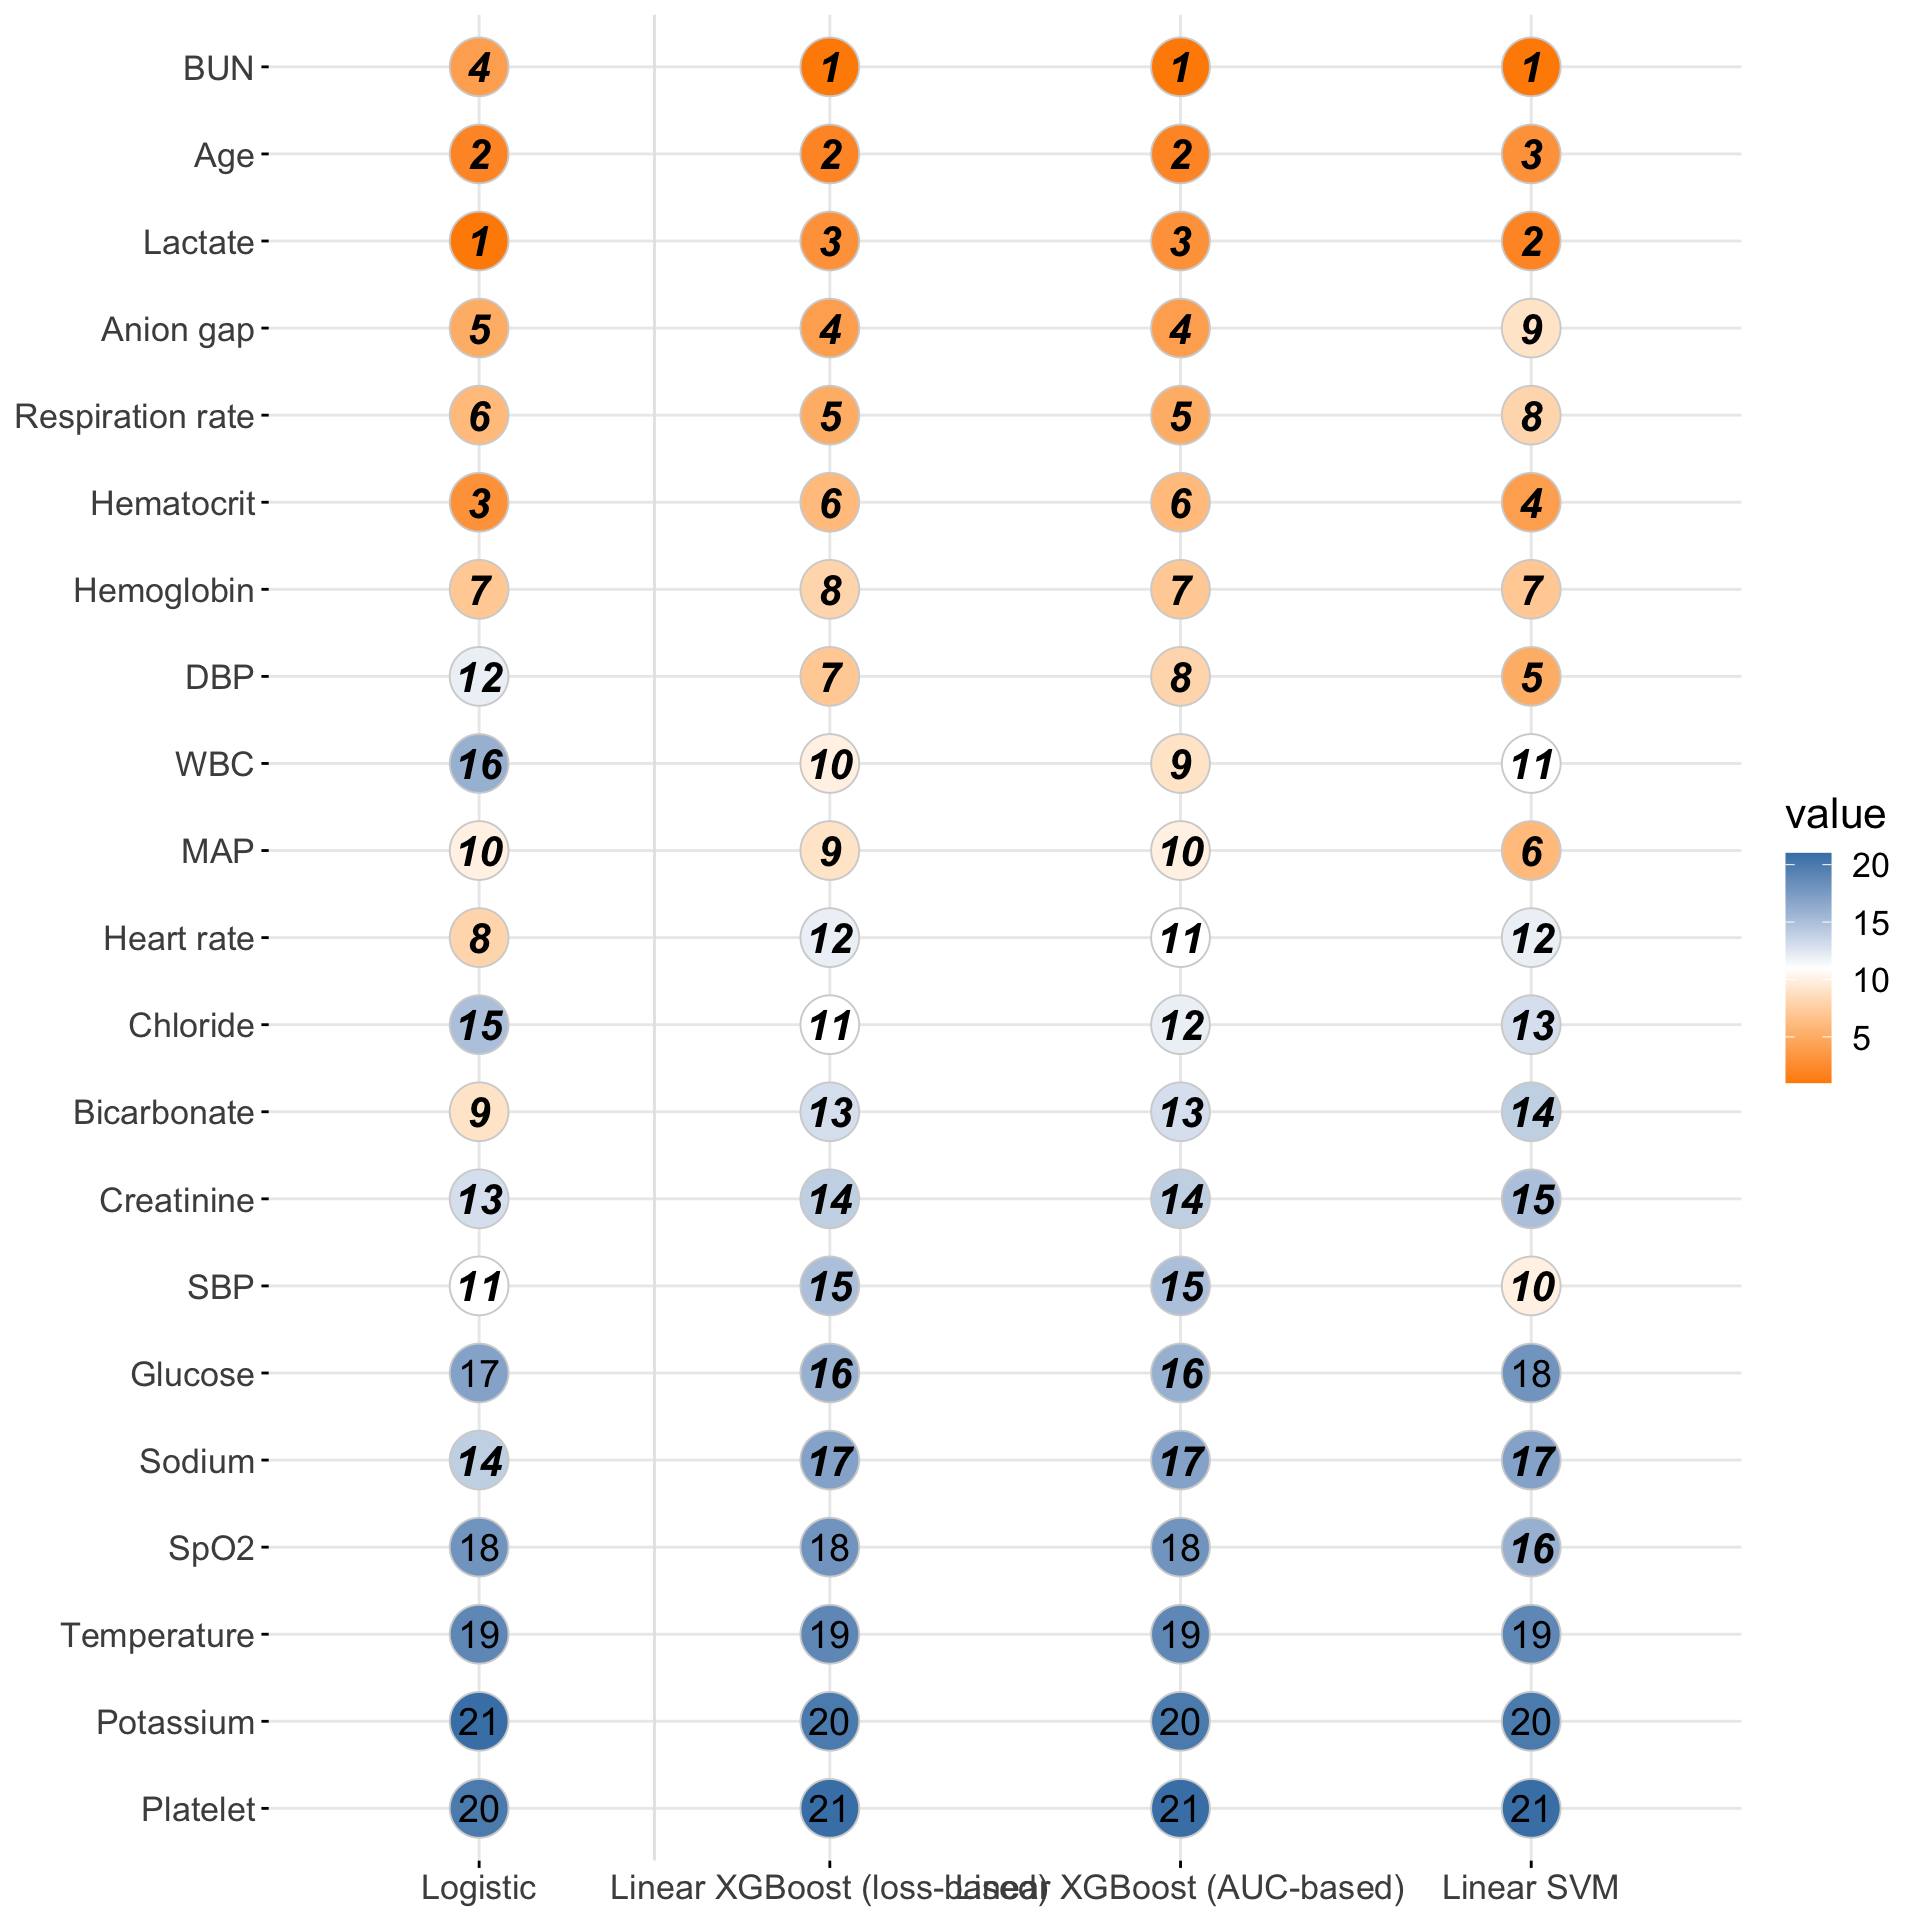 BUN 4 1 1 1
Age 2 2 2 3
Lactate 1 3 3 2
Anion gap 5 4 4 9
Respiration rate 6 5 5 8
Hematocrit 3 6 6 4
Hemoglobin 7 8 7 7
DBP 12 7 8 5
WBC 16 10 9 11
MAP 10 9 10 6
Heart rate 8 12 11 12
Chloride 15 11 12 13
Bicarbonate 9 13 13 14
Creatinine 13 14 14 15
SBP 11 15 15 10
Glucose 17 16 16 18
Sodium 14 17 17 17
SpO2 18 18 18 16
Temperature 19 19 19 19
Potassium 21 20 20 20
Platelet 20 21 21 21
Logistic Linear XGBoost (loss-based) Linear XGBoost (AUC-based) Linear SVM
value
20
15
10
5